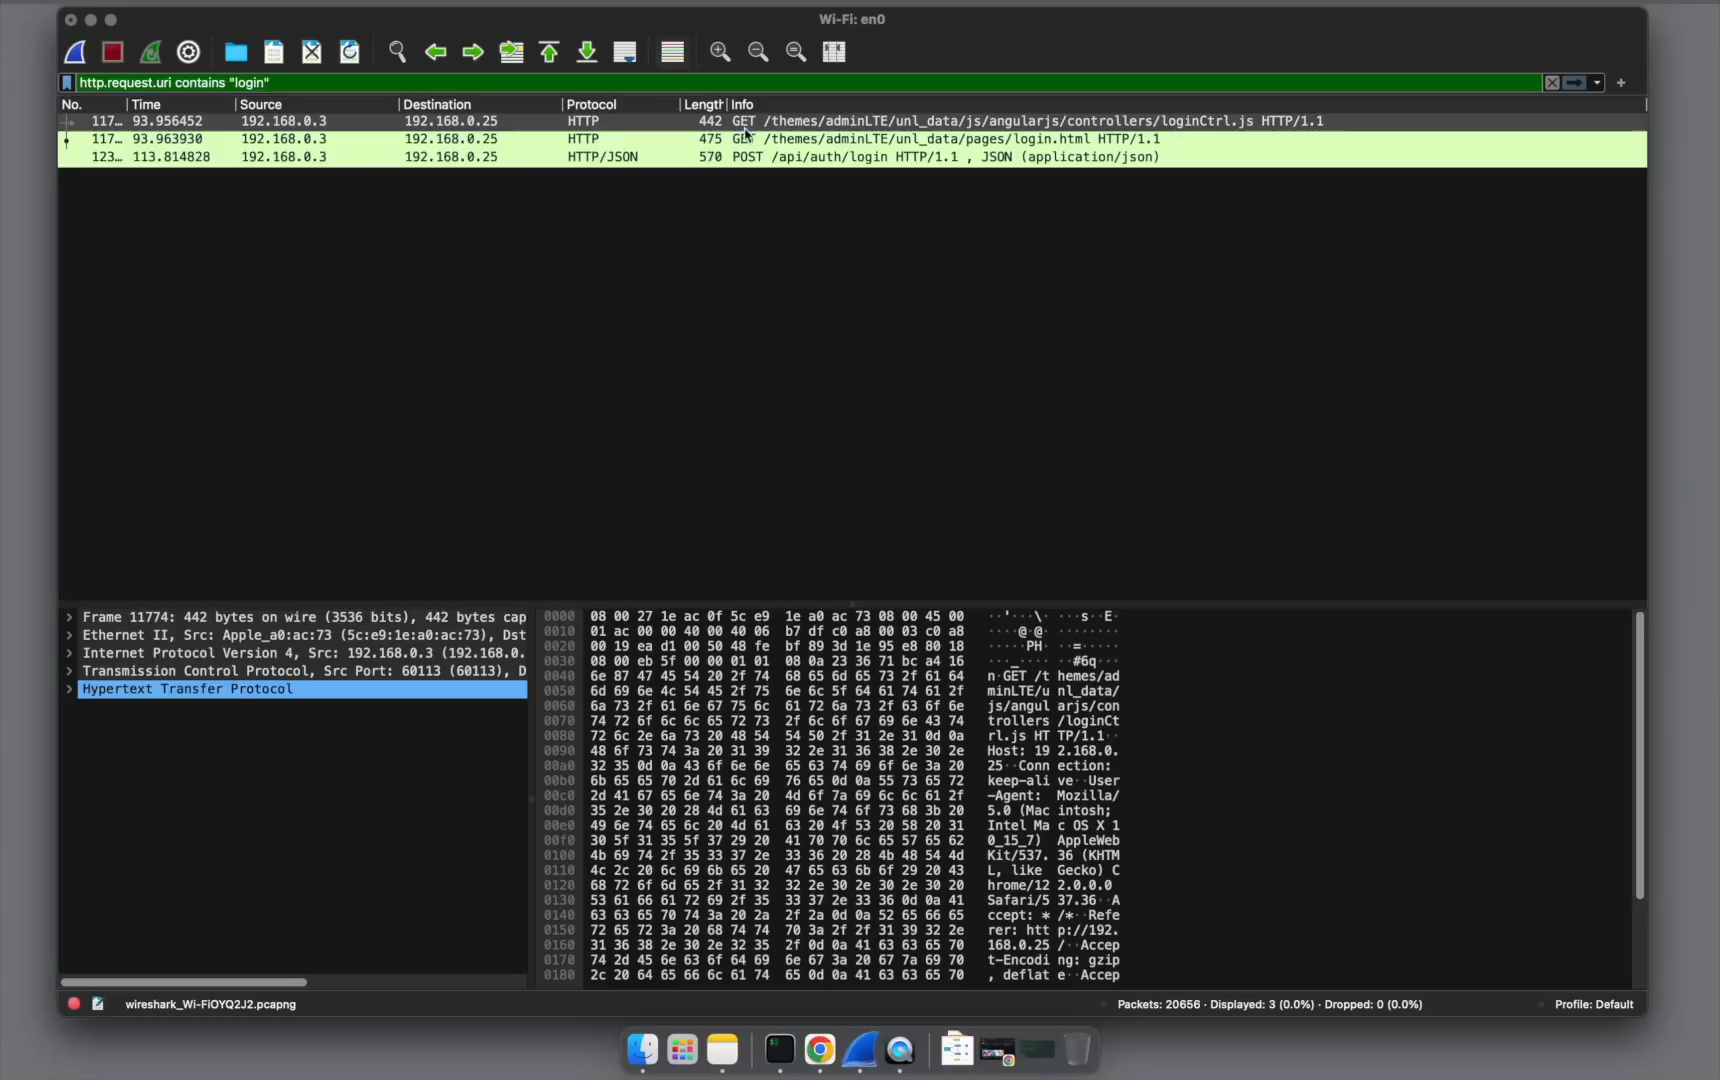 Wi-Fi: en0
http.request.uri contains "login"
No. Time Source Destination Protocol Length Info
117… 93.956452 192.168.0.3 192.168.0.25 HTTP 442 GET /themes/adminLTE/unl_data/js/angularjs/controllers/loginCtrl.js HTTP/1.1
117… 93.963930 192.168.0.3 192.168.0.25 HTTP 475 GET /themes/adminLTE/unl_data/pages/login.html HTTP/1.1
123… 113.814828 192.168.0.3 192.168.0.25 HTTP/JSON 570 POST /api/auth/login HTTP/1.1 , JSON (application/json)
Frame 11774: 442 bytes on wire (3536 bits), 442 bytes cap
Ethernet II, Src: Apple_a0:ac:73 (5c:e9:1e:a0:ac:73), Dst
Internet Protocol Version 4, Src: 192.168.0.3 (192.168.0.
Transmission Control Protocol, Src Port: 60113 (60113), D
Hypertext Transfer Protocol
0000 08 00 27 1e ac 0f 5c e9 1e a0 ac 73 08 00 45 00 ··'···\· ···s··E·
0010 01 ac 00 00 40 00 40 06 b7 df c0 a8 00 03 c0 a8 ····@·@· ········
0020 00 19 ea d1 00 50 48 fe bf 89 3d 1e 95 e8 80 18 ·····PH· ··=·····
0030 08 00 eb 5f 00 00 01 01 08 0a 23 36 71 bc a4 16 ···_···· ··#6q···
0040 6e 87 47 45 54 20 2f 74 68 65 6d 65 73 2f 61 64 n·GET /t hemes/ad
0050 6d 69 6e 4c 54 45 2f 75 6e 6c 5f 64 61 74 61 2f minLTE/u nl_data/
0060 6a 73 2f 61 6e 67 75 6c 61 72 6a 73 2f 63 6f 6e js/angul arjs/con
0070 74 72 6f 6c 6c 65 72 73 2f 6c 6f 67 69 6e 43 74 trollers /loginCt
0080 72 6c 2e 6a 73 20 48 54 54 50 2f 31 2e 31 0d 0a rl.js HT TP/1.1··
0090 48 6f 73 74 3a 20 31 39 32 2e 31 36 38 2e 30 2e Host: 19 2.168.0.
00a0 32 35 0d 0a 43 6f 6e 6e 65 63 74 69 6f 6e 3a 20 25··Conn ection:
00b0 6b 65 65 70 2d 61 6c 69 76 65 0d 0a 55 73 65 72 keep-ali ve··User
00c0 2d 41 67 65 6e 74 3a 20 4d 6f 7a 69 6c 6c 61 2f -Agent: Mozilla/
00d0 35 2e 30 20 28 4d 61 63 69 6e 74 6f 73 68 3b 20 5.0 (Mac intosh;
00e0 49 6e 74 65 6c 20 4d 61 63 20 4f 53 20 58 20 31 Intel Ma c OS X 1
00f0 30 5f 31 35 5f 37 29 20 41 70 70 6c 65 57 65 62 0_15_7) AppleWeb
0100 4b 69 74 2f 35 33 37 2e 33 36 20 28 4b 48 54 4d Kit/537. 36 (KHTM
0110 4c 2c 20 6c 69 6b 65 20 47 65 63 6b 6f 29 20 43 L, like Gecko) C
0120 68 72 6f 6d 65 2f 31 32 32 2e 30 2e 30 2e 30 20 hrome/12 2.0.0.0
0130 53 61 66 61 72 69 2f 35 33 37 2e 33 36 0d 0a 41 Safari/5 37.36··A
0140 63 63 65 70 74 3a 20 2a 2f 2a 0d 0a 52 65 66 65 ccept: * /*··Refe
0150 72 65 72 3a 20 68 74 74 70 3a 2f 2f 31 39 32 2e rer: htt p://192.
0160 31 36 38 2e 30 2e 32 35 2f 0d 0a 41 63 63 65 70 168.0.25 /··Accep
0170 74 2d 45 6e 63 6f 64 69 6e 67 3a 20 67 7a 69 70 t-Encodi ng: gzip
0180 2c 20 64 65 66 6c 61 74 65 0d 0a 41 63 63 65 70 , deflat e··Accep
wireshark_Wi-FiOYQ2J2.pcapng
Packets: 20656 · Displayed: 3 (0.0%) · Dropped: 0 (0.0%)
Profile: Default